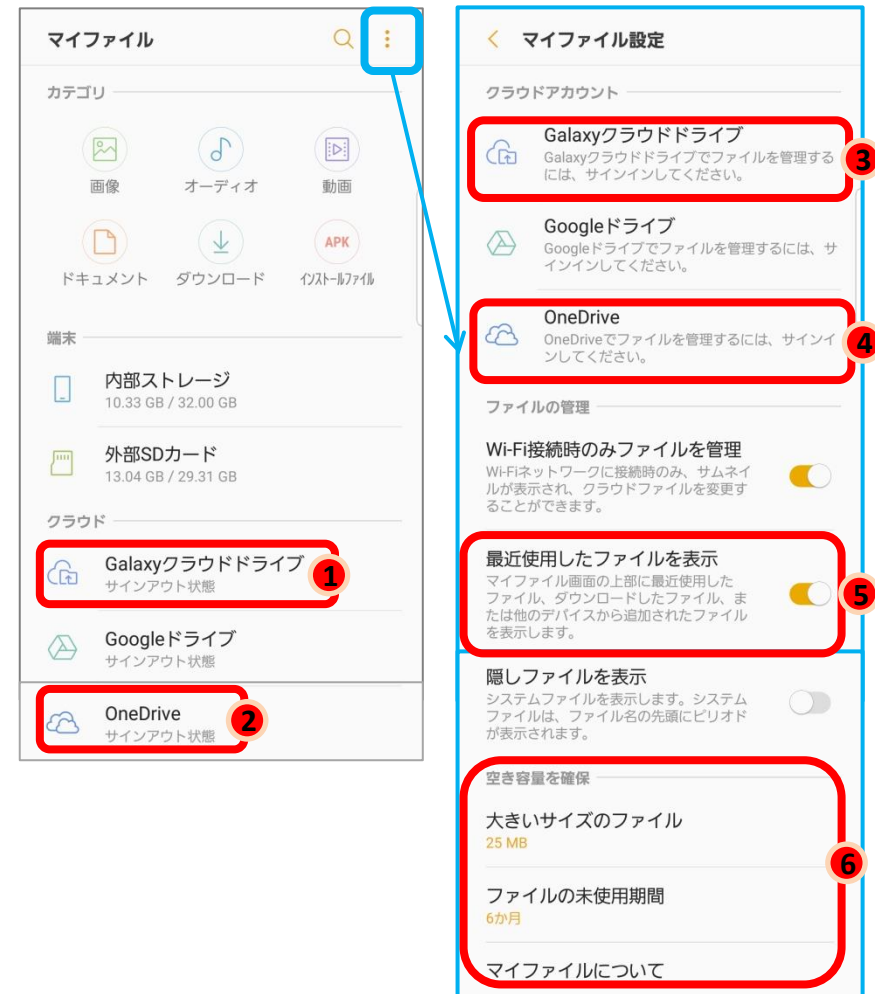 マイファイル
カテゴリ
画像
オーディオ
動画
APK
ドキュメント
ダウンロード
インストールファイル
端末
内部ストレージ
10.33 GB / 32.00 GB
外部SDカード
13.04 GB / 29.31 GB
クラウド
Galaxyクラウドドライブ
サインアウト状態
1
Googleドライブ
サインアウト状態
OneDrive
サインアウト状態
2
マイファイル設定
クラウドアカウント
Galaxyクラウドドライブ
Galaxyクラウドドライブでファイルを管理する
には、サインインしてください。
3
Googleドライブ
Googleドライブでファイルを管理するには、サ
インインしてください。
OneDrive
OneDriveでファイルを管理するには、サインイ
ンしてください。
4
ファイルの管理
Wi-Fi接続時のみファイルを管理
Wi-Fiネットワークに接続時のみ、サムネイ
ルが表示され、クラウドファイルを変更す
ることができます。
最近使用したファイルを表示
マイファイル画面の上部に最近使用した
ファイル、ダウンロードしたファイル、ま
たは他のデバイスから追加されたファイル
を表示します。
5
隠しファイルを表示
システムファイルを表示します。システム
ファイルは、ファイル名の先頭にピリオド
が表示されます。
空き容量を確保
大きいサイズのファイル
25 MB
6
ファイルの未使用期間
6か月
マイファイルについて